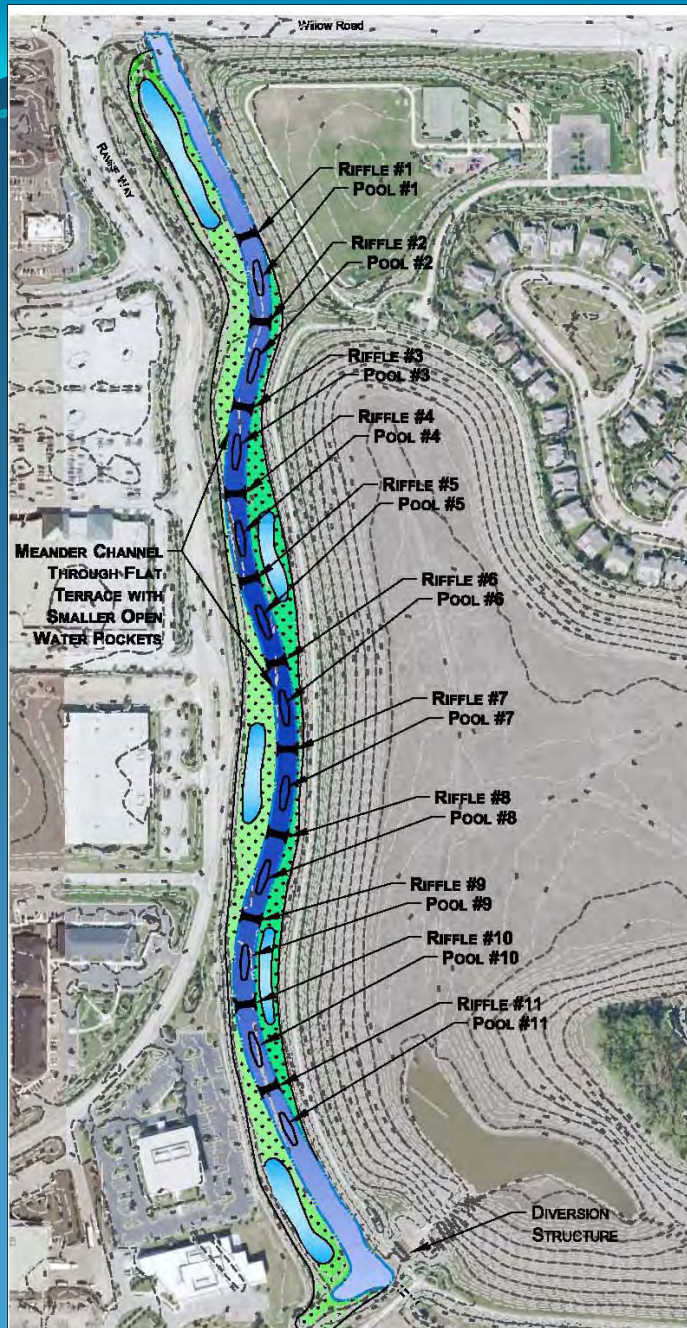 Willow Road
RAVINE WAY
RIFFLE #1
POOL #1
RIFFLE #2
POOL #2
RIFFLE #3
POOL #3
RIFFLE #4
POOL #4
RIFFLE #5
POOL #5
MEANDER CHANNEL
THROUGH FLAT
TERRACE WITH
SMALLER OPEN
WATER POCKETS
RIFFLE #6
POOL #6
RIFFLE #7
POOL #7
RIFFLE #8
POOL #8
RIFFLE #9
POOL #9
RIFFLE #10
POOL #10
RIFFLE #11
POOL #11
DIVERSION
STRUCTURE